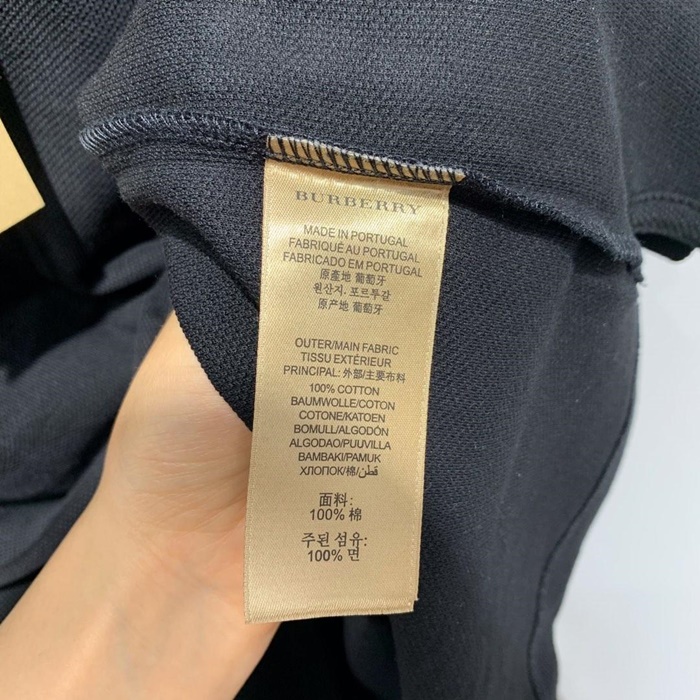 BURBERRY
MADE IN PORTUGAL
FABRIQUÉ AU PORTUGAL
FABRICADO EM PORTUGAL
原產地 葡萄牙
원산지. 포르투갈
原产地 葡萄牙
OUTER/MAIN FABRIC
TISSU EXTÉRIEUR
PRINCIPAL: 外部/主要布料
100% COTTON
BAUMWOLLE/COTON
COTONE/KATOEN
BOMULL/ALGODÓN
ALGODAO/PUUVILLA
BAMBAKI/PAMUK
ХЛОПОК/棉/قطن
面料:
100% 棉
주된 섬유:
100% 면